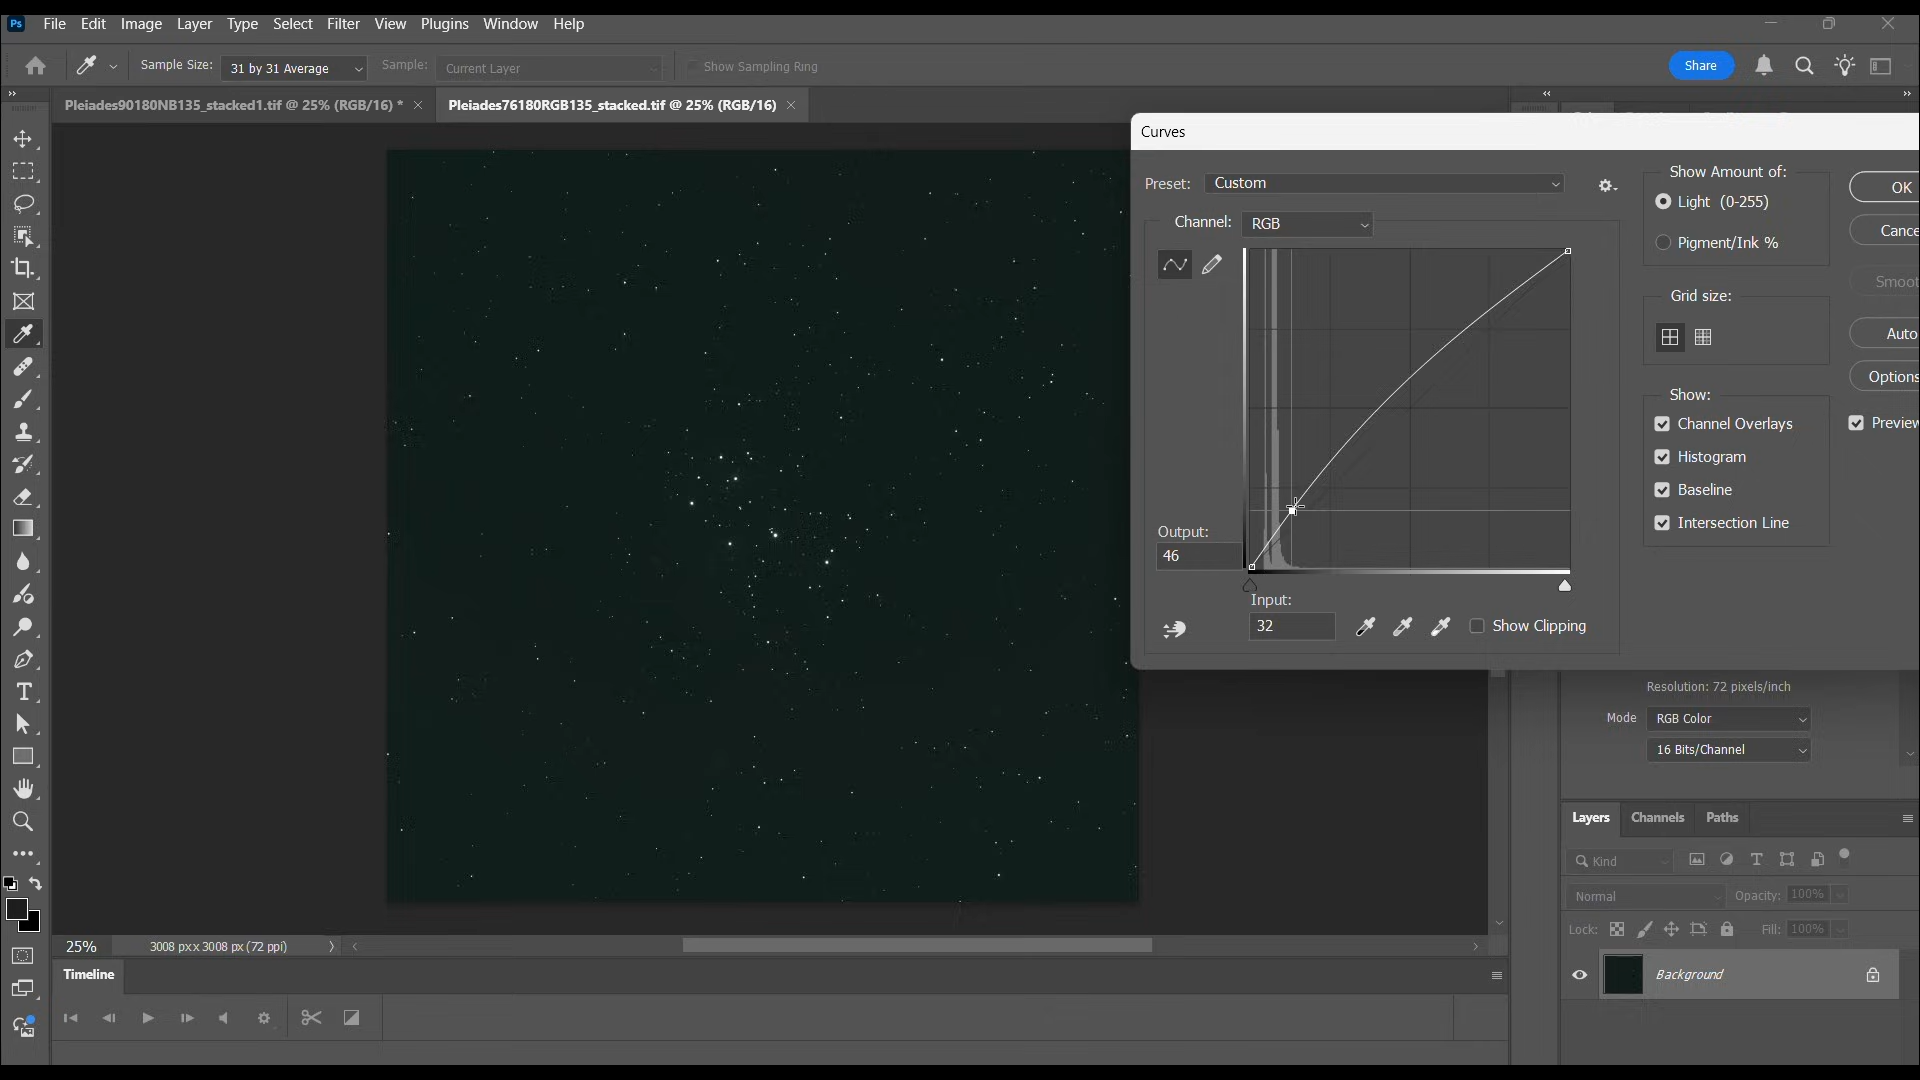 Ps File Edit Image Layer Type Select Filter View Plugins Window Help
Sample Size: 31 by 31 Average Sample: Current Layer Show Sampling Ring Share
Pleiades90180NB135_stacked1.tif @ 25% (RGB/16) * Pleiades76180RGB135_stacked.tif @ 25% (RGB/16)
Curves
Preset: Custom
Channel: RGB
Output:
46
Input:
32
Show Clipping
Show Amount of:
Light (0-255)
Pigment/Ink %
Grid size:
Show:
Channel Overlays
Histogram
Baseline
Intersection Line
OK
Cance
Smoot
Auto
Options
Preview
Resolution: 72 pixels/inch
Mode RGB Color
16 Bits/Channel
Layers Channels Paths
Kind
Normal Opacity: 100%
Lock: Fill: 100%
Background
25% 3008 px x 3008 px (72 ppi)
Timeline